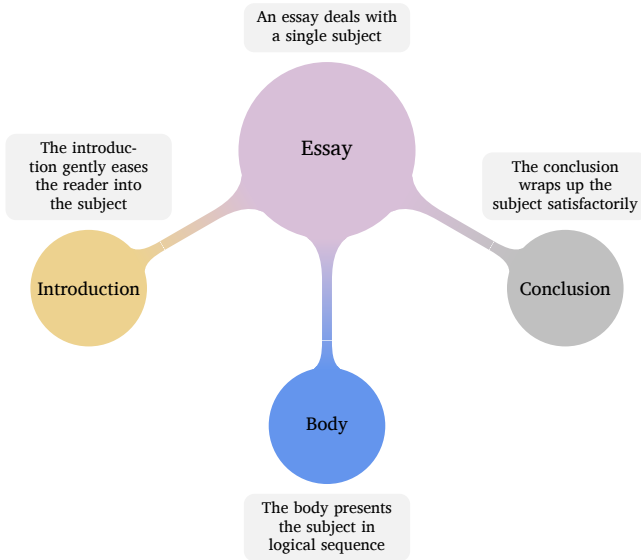 An essay deals with
a single subject
Essay
The introduc-
tion gently eases
the reader into
the subject
The conclusion
wraps up the
subject satisfactorily
Introduction
Conclusion
Body
The body presents
the subject in
logical sequence